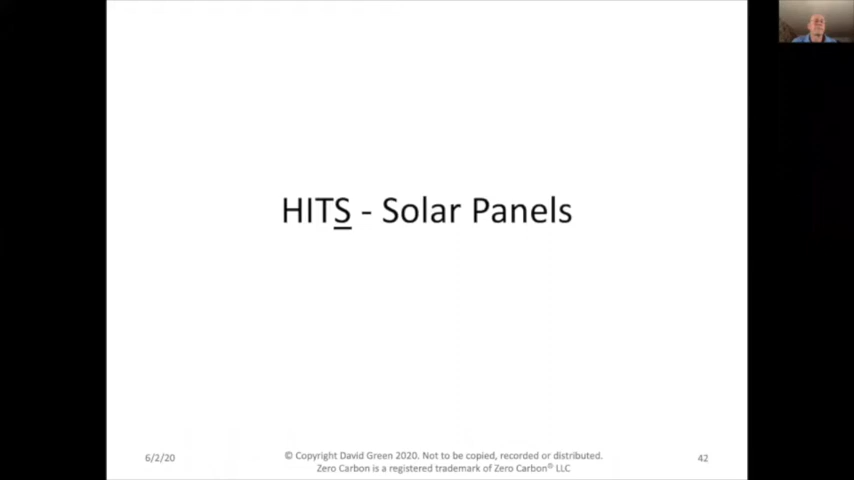 HITS - Solar Panels
6/2/20
© Copyright David Green 2020. Not to be copied, recorded or distributed.
Zero Carbon is a registered trademark of Zero Carbon® LLC
42